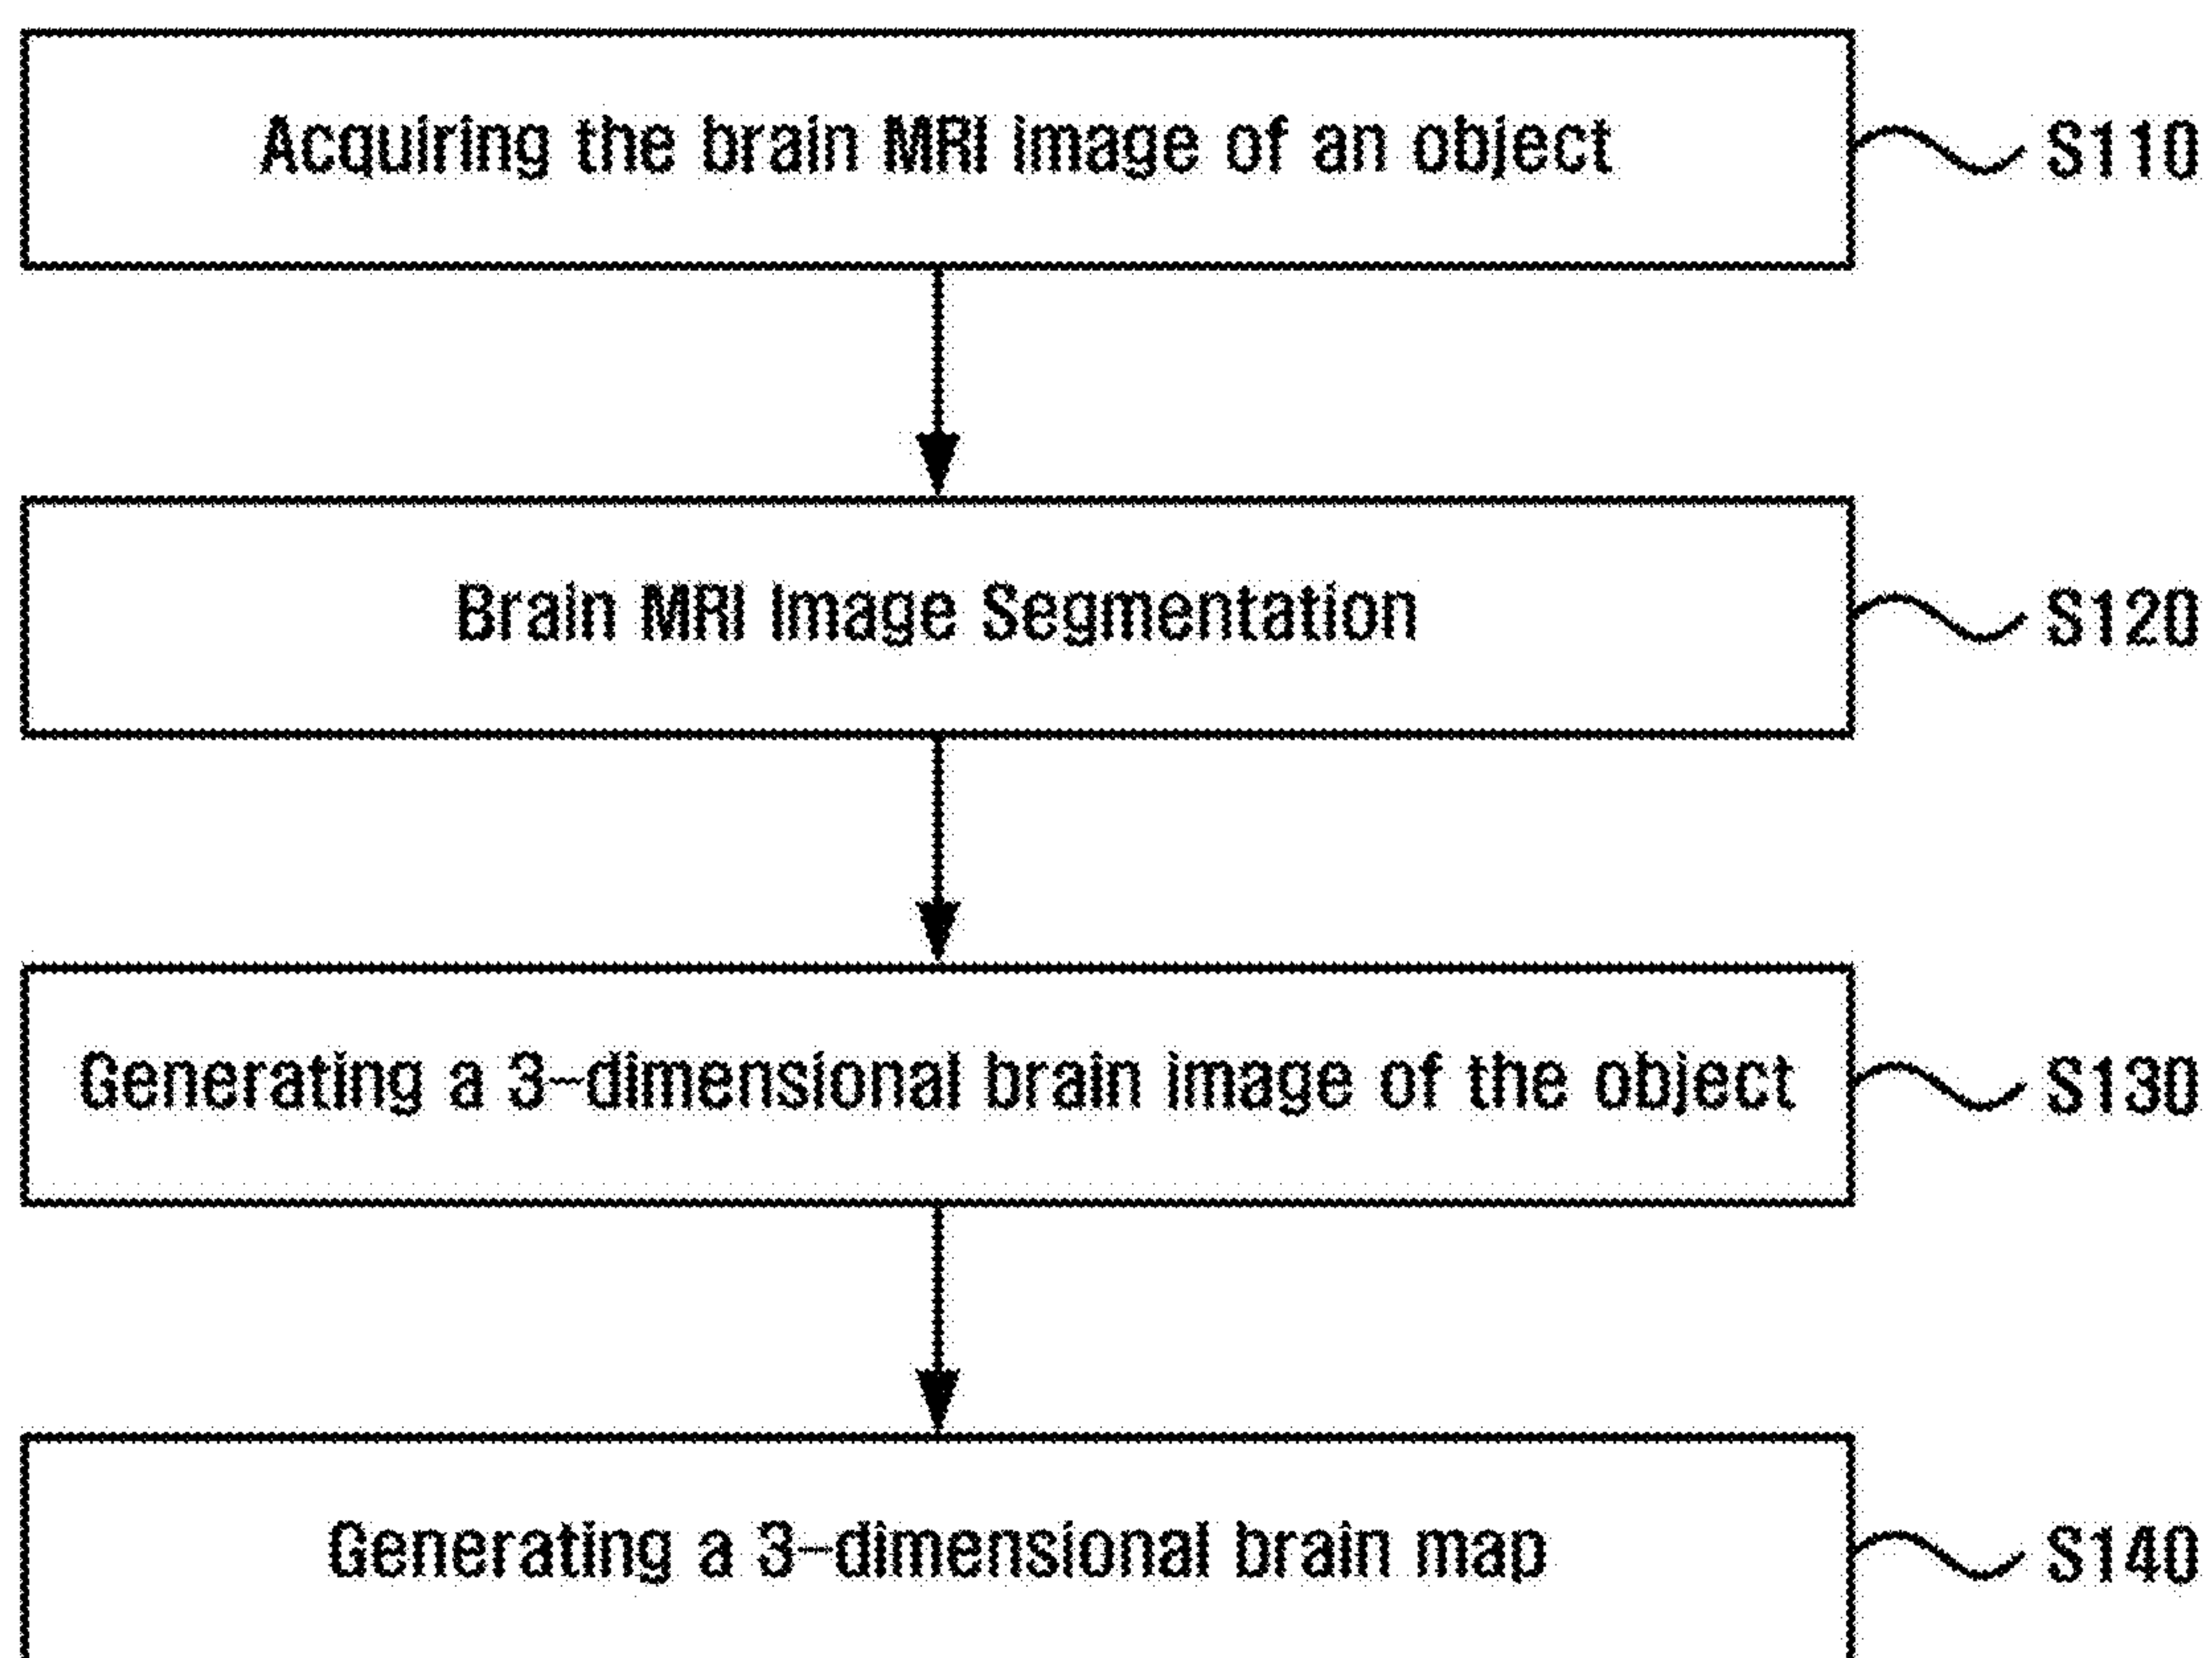 Acquiring the brain MRI image of an object S110
Brain MRI Image Segmentation S120
Generating a 3-dimensional brain image of the object S130
Generating a 3-dimensional brain map S140